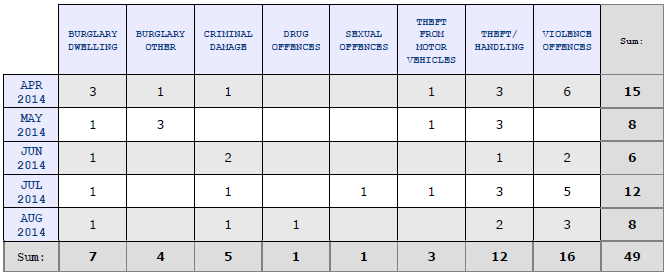 BURGLARY DWELLING BURGLARY OTHER CRIMINAL DAMAGE DRUG OFFENCES SEXUAL OFFENCES THEFT FROM MOTOR VEHICLES THEFT/ HANDLING VIOLENCE OFFENCES Sum:
APR 2014 3 1 1 1 3 6 15
MAY 2014 1 3 1 3 8
JUN 2014 1 2 1 2 6
JUL 2014 1 1 1 1 3 5 12
AUG 2014 1 1 1 2 3 8
Sum: 7 4 5 1 1 3 12 16 49